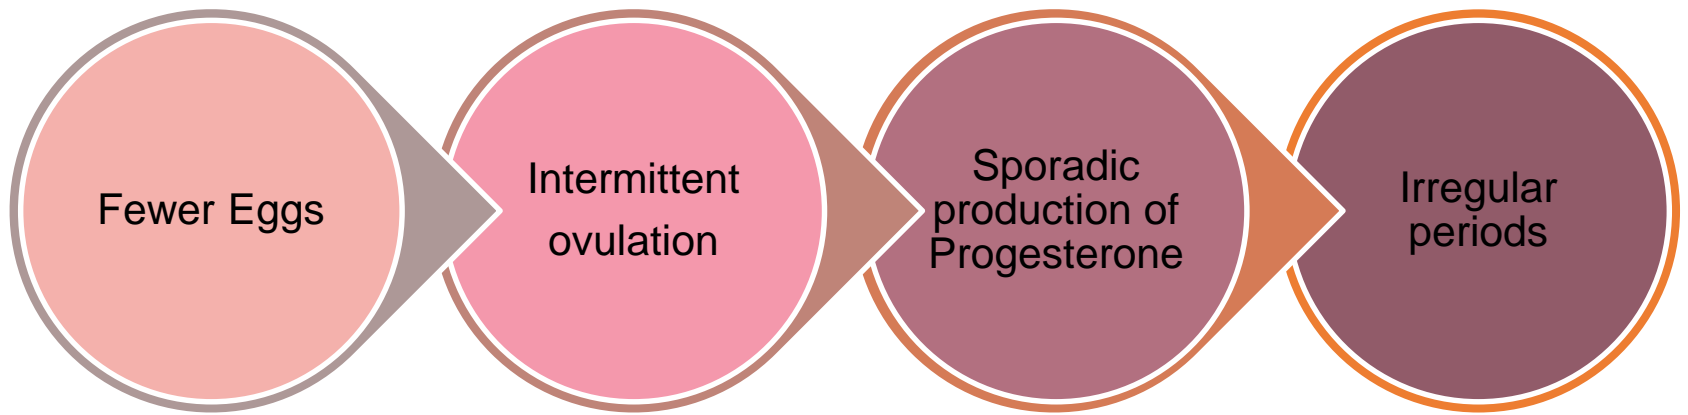 Fewer Eggs
Intermittent
ovulation
Sporadic
production of
Progesterone
Irregular
periods